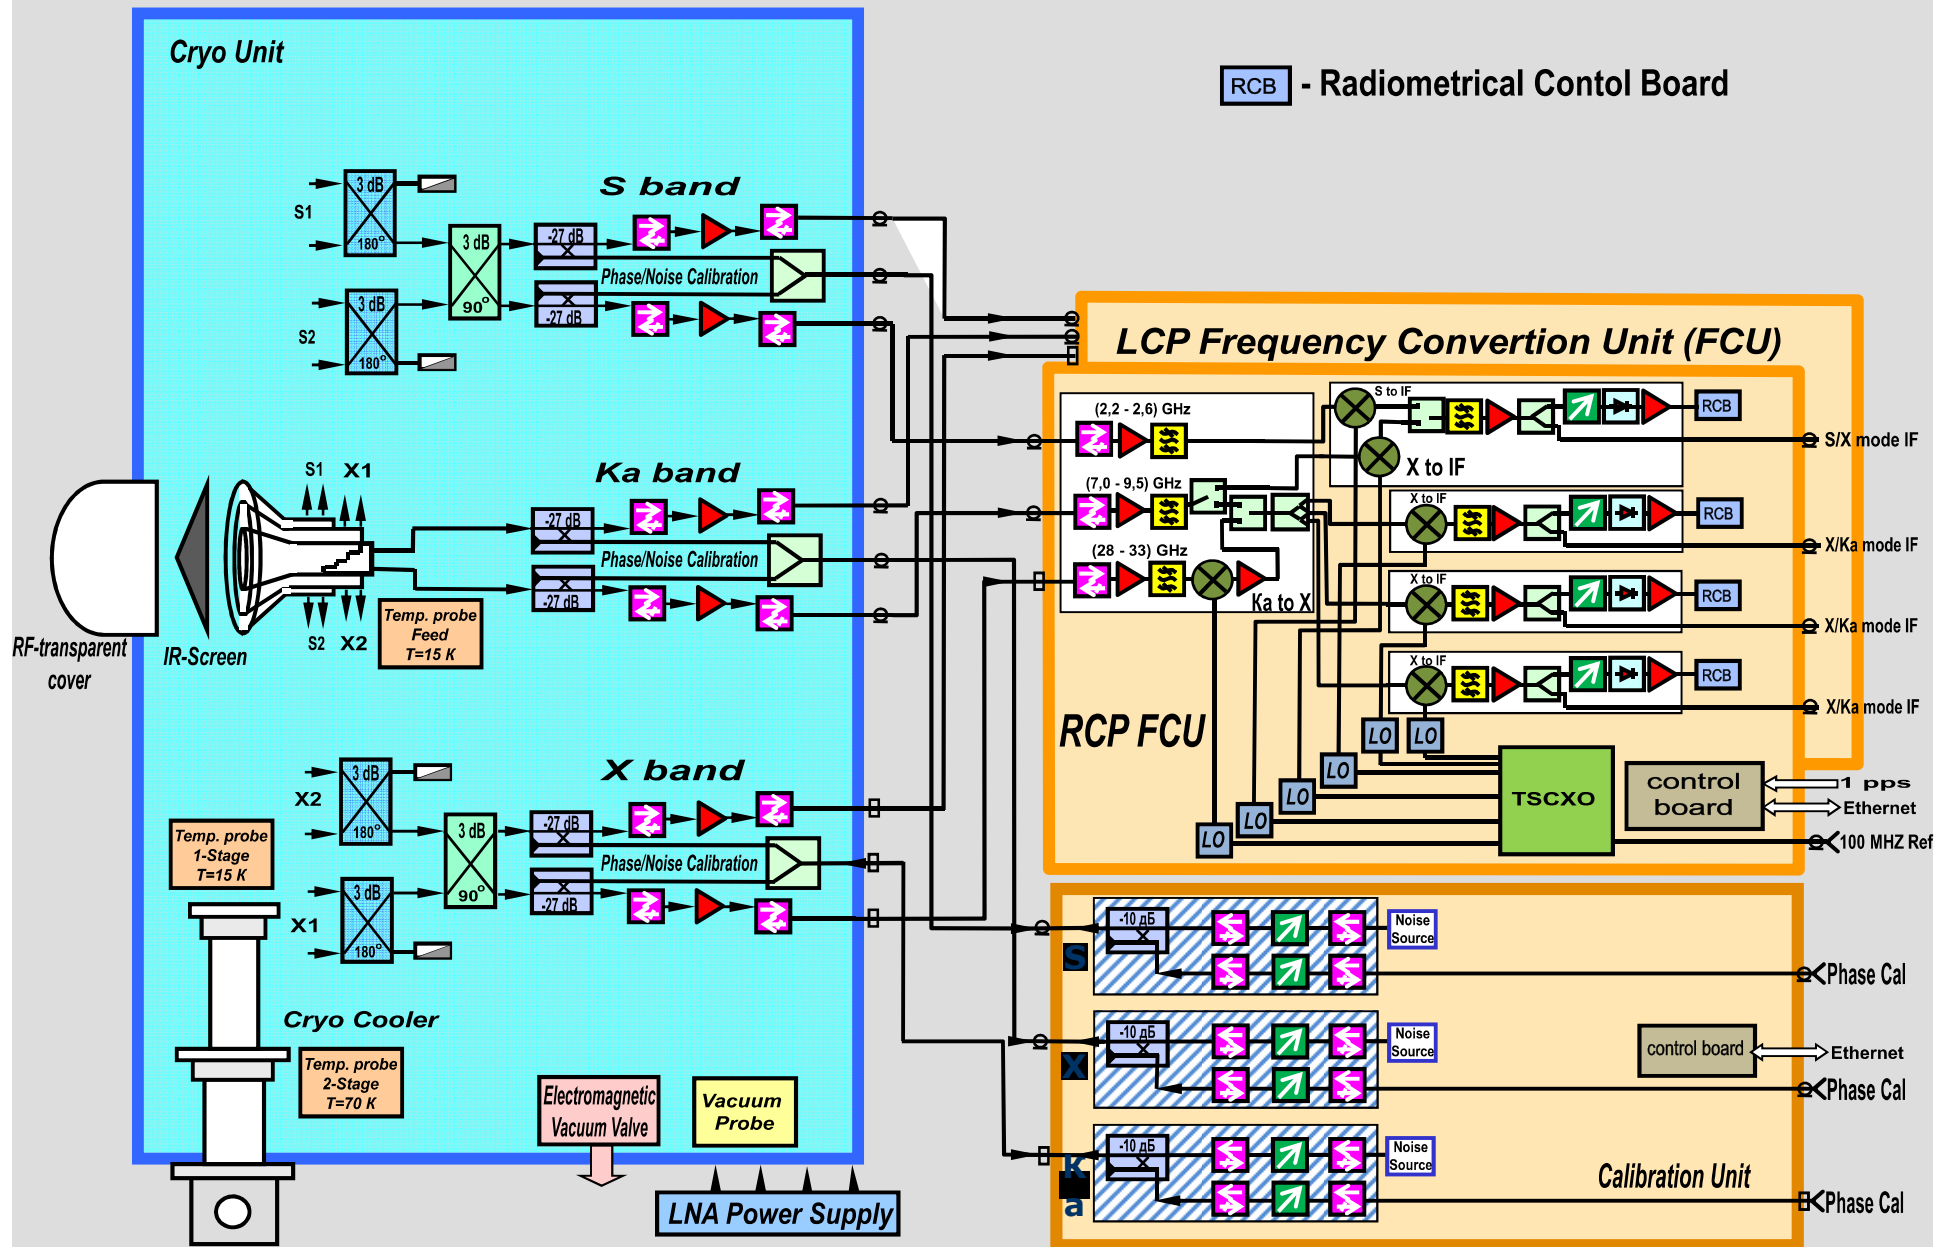 Cryo Unit
RCB - Radiometrical Contol Board
S band
3 dB
180°
S1
3 dB
90°
-27 dB
Phase/Noise Calibration
-27 dB
S2
3 dB
180°
LCP Frequency Convertion Unit (FCU)
(2,2 - 2,6) GHz
S to IF
RCB
S/X mode IF
X to IF
(7,0 - 9,5) GHz
X to IF
RCB
X/Ka mode IF
(28 - 33) GHz
Ka to X
X to IF
RCB
X/Ka mode IF
X to IF
RCB
X/Ka mode IF
RCP FCU
LO
LO
LO
LO
LO
LO
TSCXO
control
board
1 pps
Ethernet
100 MHZ Ref
Ka band
S1
X1
-27 dB
Phase/Noise Calibration
-27 dB
S2
X2
Temp. probe
Feed
T=15 K
RF-transparent
cover
IR-Screen
X band
3 dB
180°
X2
3 dB
90°
-27 dB
Phase/Noise Calibration
-27 dB
X1
3 dB
180°
Temp. probe
1-Stage
T=15 K
Cryo Cooler
Temp. probe
2-Stage
T=70 K
Electromagnetic
Vacuum Valve
Vacuum
Probe
LNA Power Supply
-10 дБ
Noise
Source
S
Phase Cal
-10 дБ
Noise
Source
X
control board
Ethernet
Phase Cal
-10 дБ
Noise
Source
K
a
Calibration Unit
Phase Cal